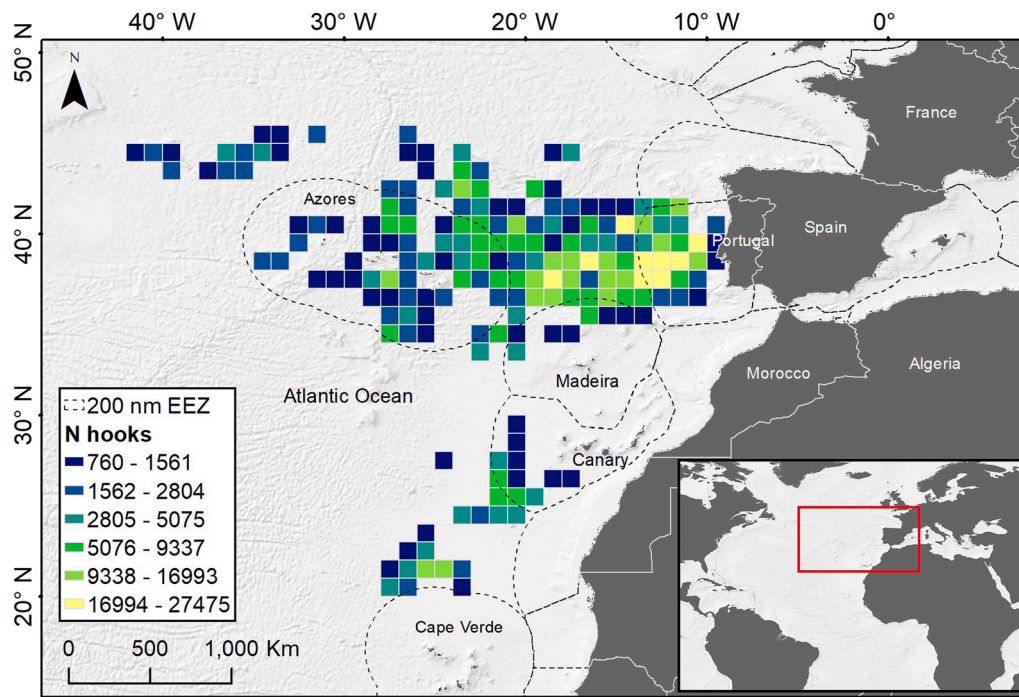 40° W 30° W 20° W 10° W 0°
50° N
N
France
Azores
40° N
Spain
Portugal
Algeria
Morocco
Madeira
Atlantic Ocean
30° N
200 nm EEZ
N hooks
760 - 1561
1562 - 2804
2805 - 5075
5076 - 9337
9338 - 16993
16994 - 27475
Canary
20° N
Cape Verde
0 500 1,000 Km